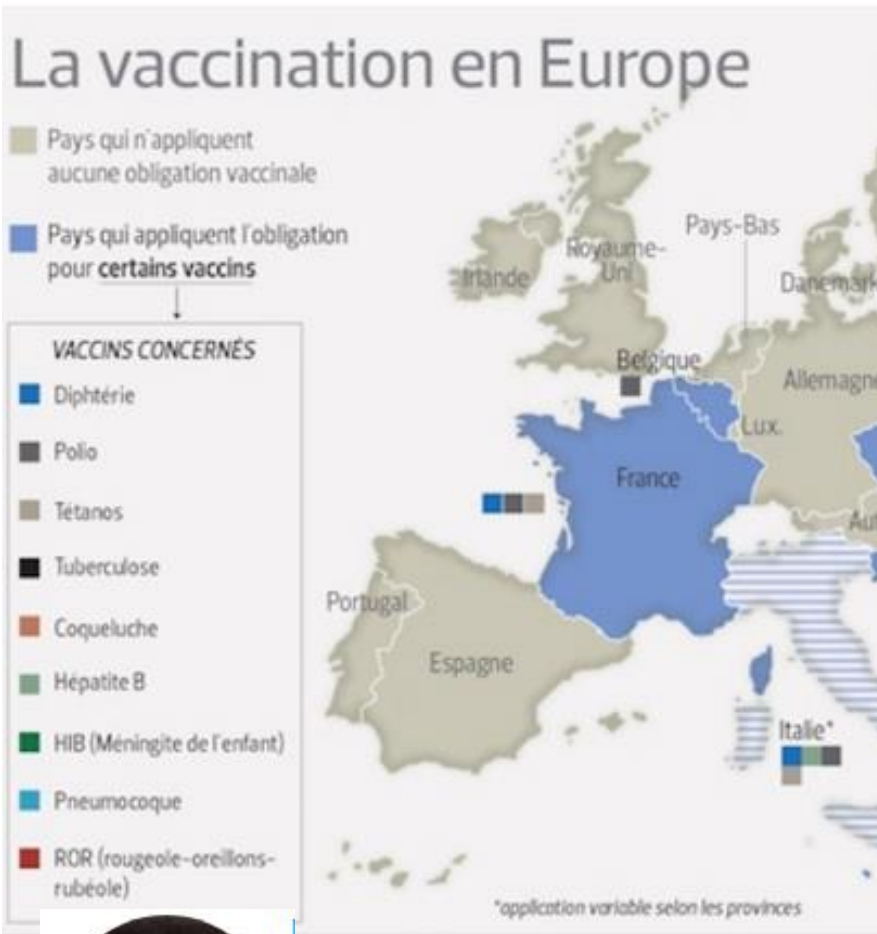 La vaccination en Europe
Pays qui n'appliquent
aucune obligation vaccinale
Pays qui appliquent l'obligation
pour certains vaccins
VACCINS CONCERNÉS
Diphtérie
Polio
Tétanos
Tuberculose
Coqueluche
Hépatite B
HIB (Méningite de l'enfant)
Pneumocoque
ROR (rougeole-oreillons-
rubéole)
Irlande
Royaume-
Uni
Pays-Bas
Danemark
Belgique
Allemagne
Lux.
France
Aut
Portugal
Espagne
Italie*
*application variable selon les provinces